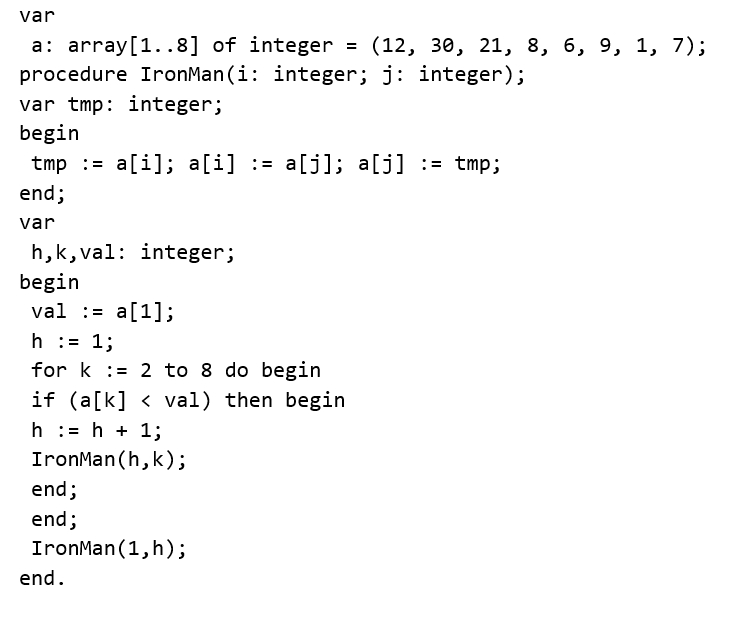 var
a: array[1..8] of integer = (12, 30, 21, 8, 6, 9, 1, 7);
procedure IronMan(i: integer; j: integer);
var tmp: integer;
begin
tmp := a[i]; a[i] := a[j]; a[j] := tmp;
end;
var
h,k,val: integer;
begin
val := a[1];
h := 1;
for k := 2 to 8 do begin
if (a[k] < val) then begin
h := h + 1;
IronMan(h,k);
end;
end;
IronMan(1,h);
end.